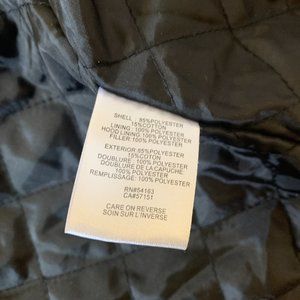 SHELL 85%POLYESTER
15%COTTON
LINING 100% POLYESTER
HOOD LINING:100% POLYESTER
FILLER: 100% POLYESTER
EXTERIOR:85%POLYESTER
15%COTON
DOUBLURE : 100% POLYESTER
DOUBLURE DE LA CAPUCHE
100% POLYESTER
REMPLISSAGE: 100% POLYESTER
RN#54163
CA#57151
CARE ON REVERSE
SOIN SUR L'INVERSE